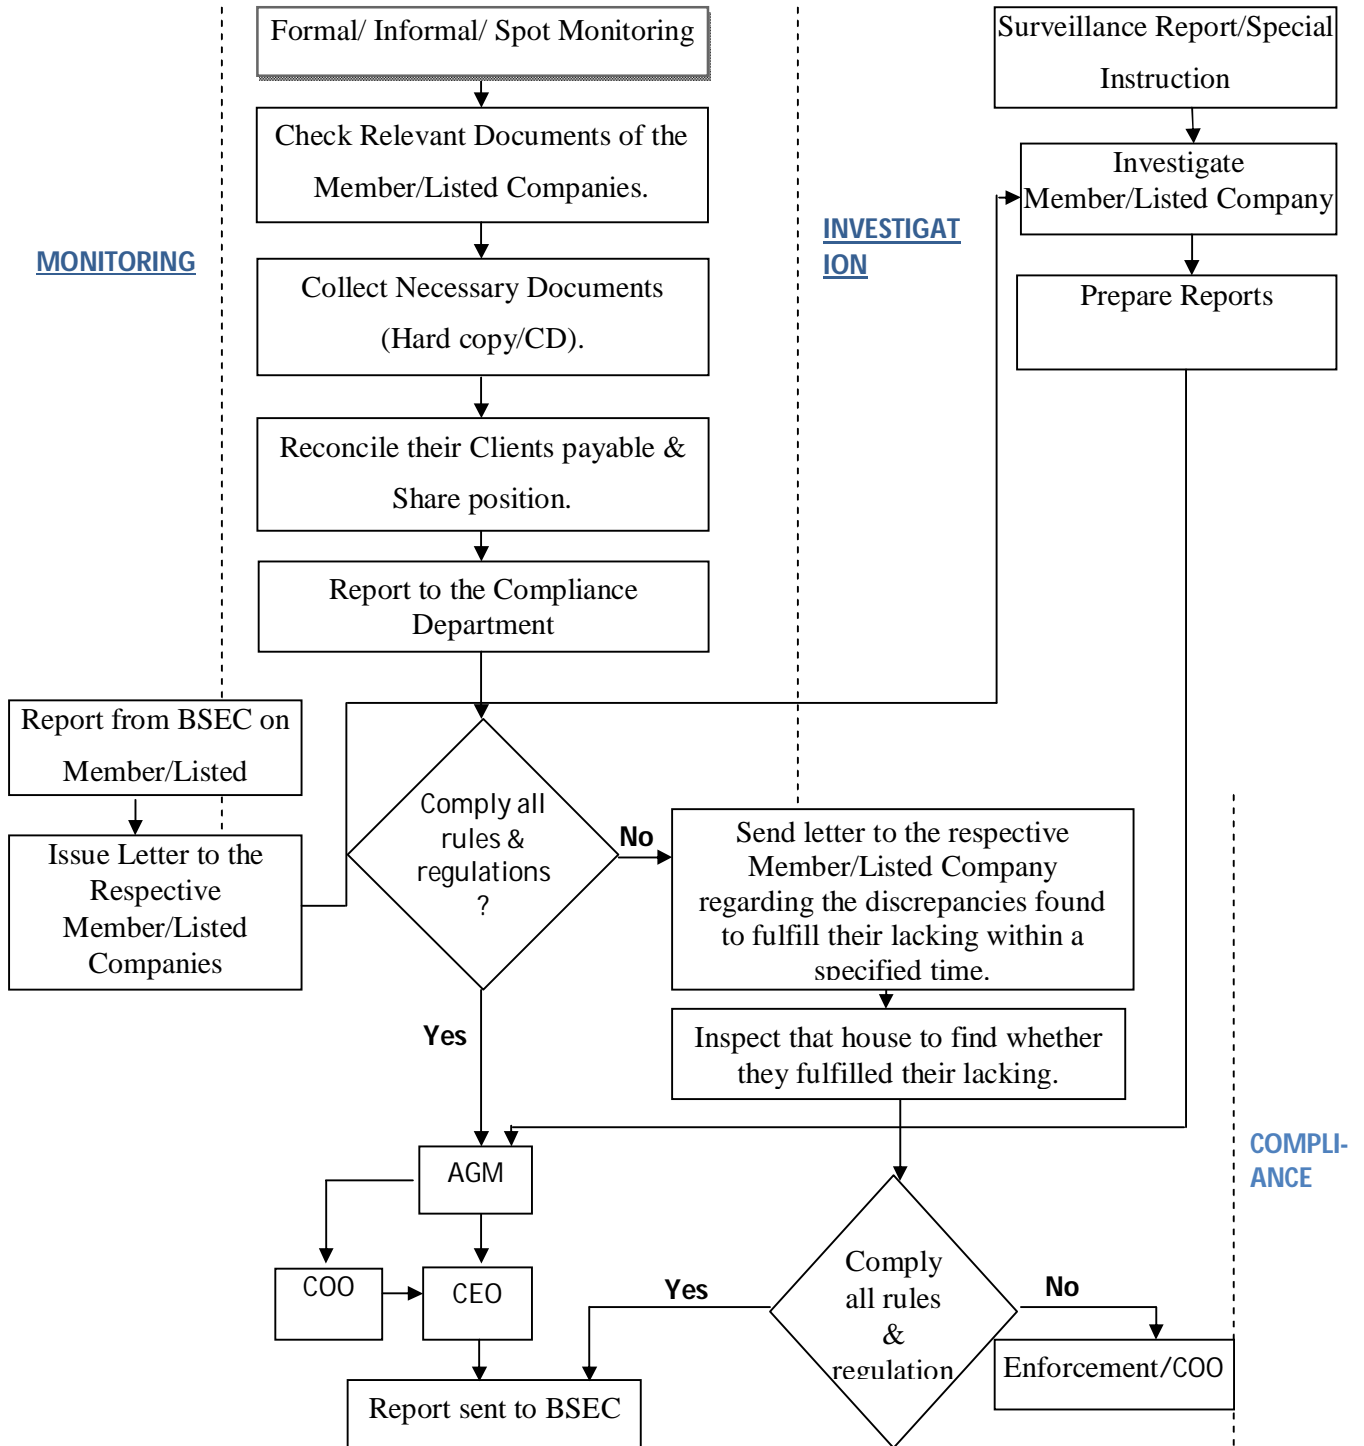 Formal/ Informal/ Spot Monitoring
Surveillance Report/Special
Instruction
Check Relevant Documents of the
Member/Listed Companies.
Investigate
Member/Listed Company
MONITORING
INVESTIGAT
ION
Collect Necessary Documents
(Hard copy/CD).
Prepare Reports
Reconcile their Clients payable &
Share position.
Report to the Compliance
Department
Report from BSEC on
Member/Listed
Comply all
rules &
regulations
?
No
Send letter to the respective
Member/Listed Company
regarding the discrepancies found
to fulfill their lacking within a
specified time.
Issue Letter to the
Respective
Member/Listed
Companies
Yes
Inspect that house to find whether
they fulfilled their lacking.
COMPLI-
ANCE
AGM
COO
CEO
Yes
Comply
all rules
&
regulation
No
Enforcement/COO
Report sent to BSEC